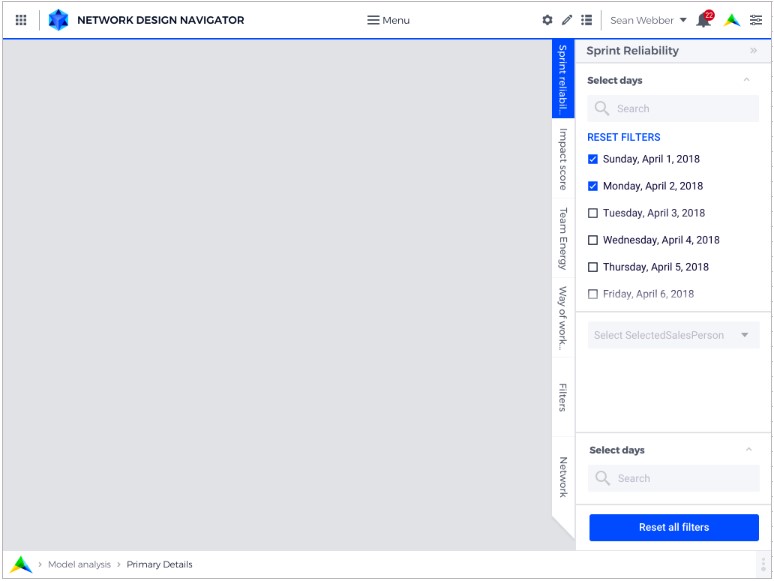 NETWORK DESIGN NAVIGATOR
Menu
Sean Webber
22
Sprint reliabil...
Impact score
Team Energy
Way of work...
Filters
Network
Sprint Reliability
Select days
Search
RESET FILTERS
Sunday, April 1, 2018
Monday, April 2, 2018
Tuesday, April 3, 2018
Wednesday, April 4, 2018
Thursday, April 5, 2018
Friday, April 6, 2018
Select SelectedSalesPerson
Select days
Search
Reset all filters
Model analysis > Primary Details